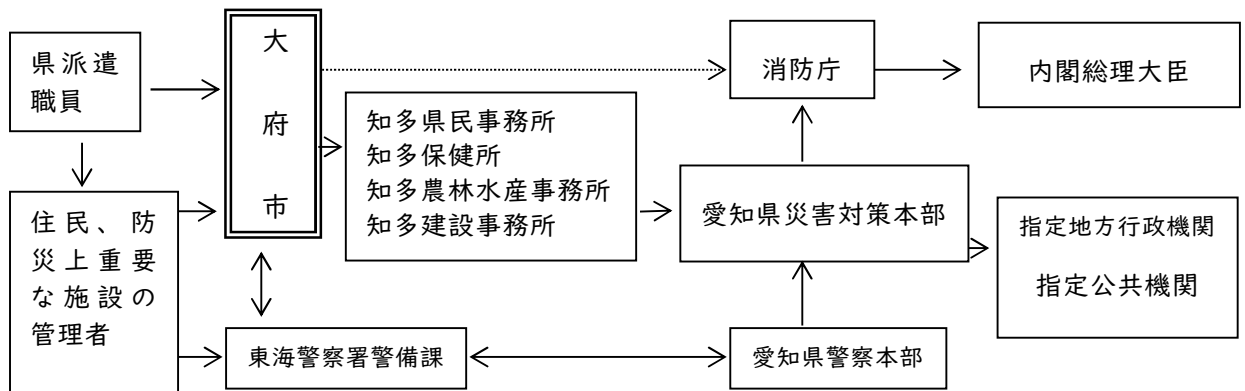 県派遣
職員
大
府
市
消防庁
内閣総理大臣
知多県民事務所
知多保健所
知多農林水産事務所
知多建設事務所
住民、防
災上重要
な施設の
管理者
愛知県災害対策本部
指定地方行政機関
指定公共機関
東海警察署警備課
愛知県警察本部